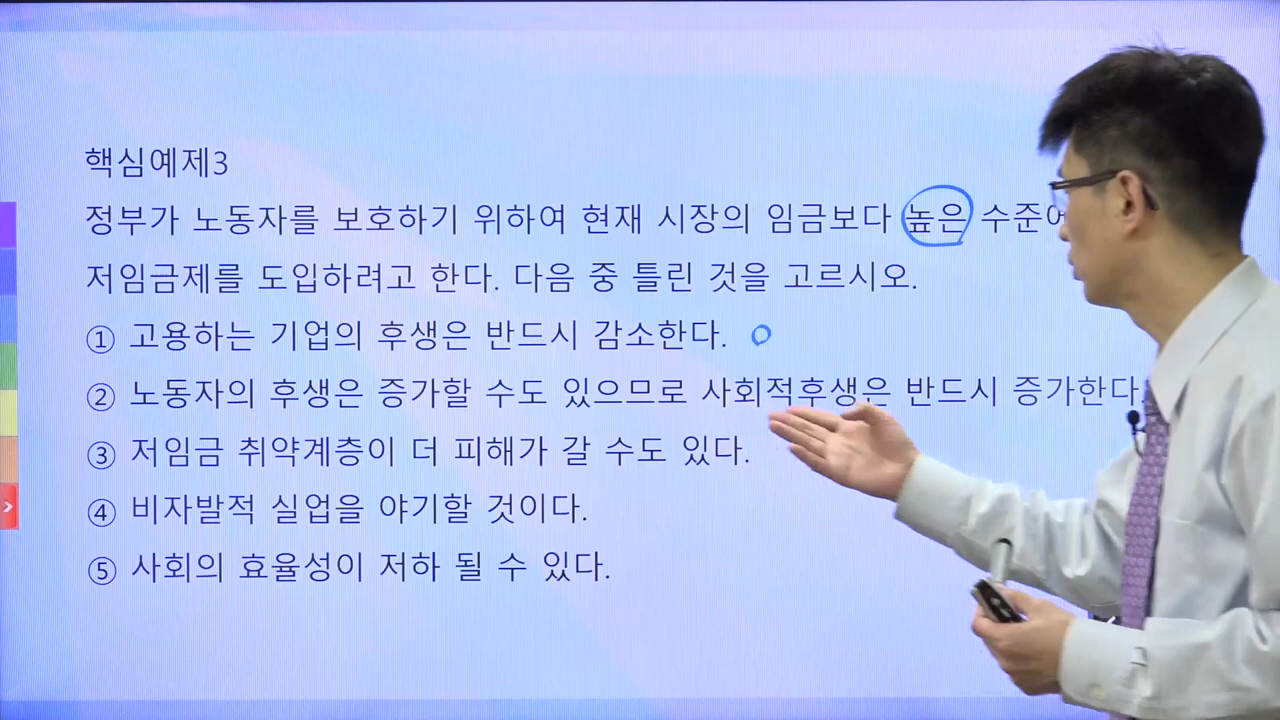 핵심예제3
정부가 노동자를 보호하기 위하여 현재 시장의 임금보다 높은
저임금제를 도입하려고 한다. 다음 중 틀린 것을 고르시오.
① 고용하는 기업의 후생은 반드시 감소한다. O
② 노동자의 후생은 증가할 수도 있으므로 사회적후생은 반드시 증가한다.
③ 저임금 취약계층이 더 피해가 갈 수도 있다.
④ 비자발적 실업을 야기할 것이다.
⑤ 사회의 효율성이 저하 될 수 있다.